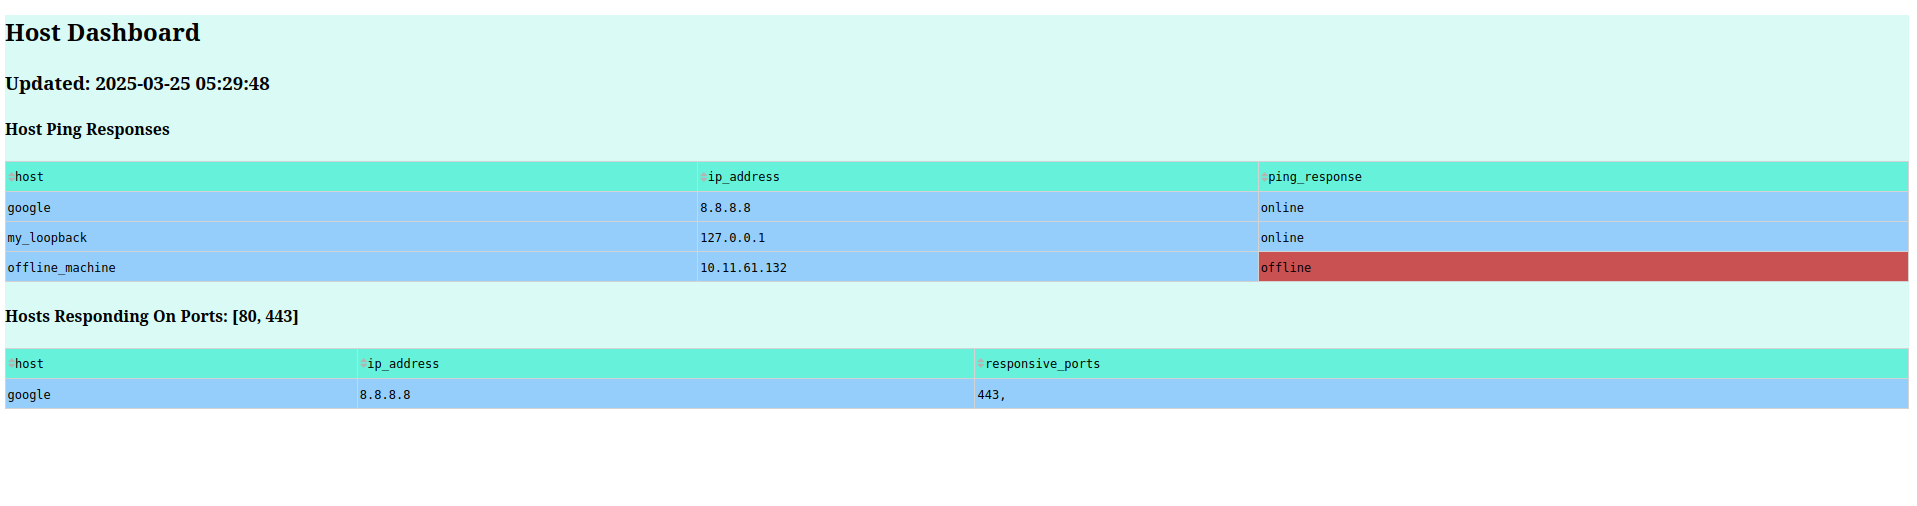 Host Dashboard
Updated: 2025-03-25 05:29:48
Host Ping Responses
host ip_address ping_response
google 8.8.8.8 online
my_loopback 127.0.0.1 online
offline_machine 10.11.61.132 offline
Hosts Responding On Ports: [80, 443]
host ip_address responsive_ports
google 8.8.8.8 443,